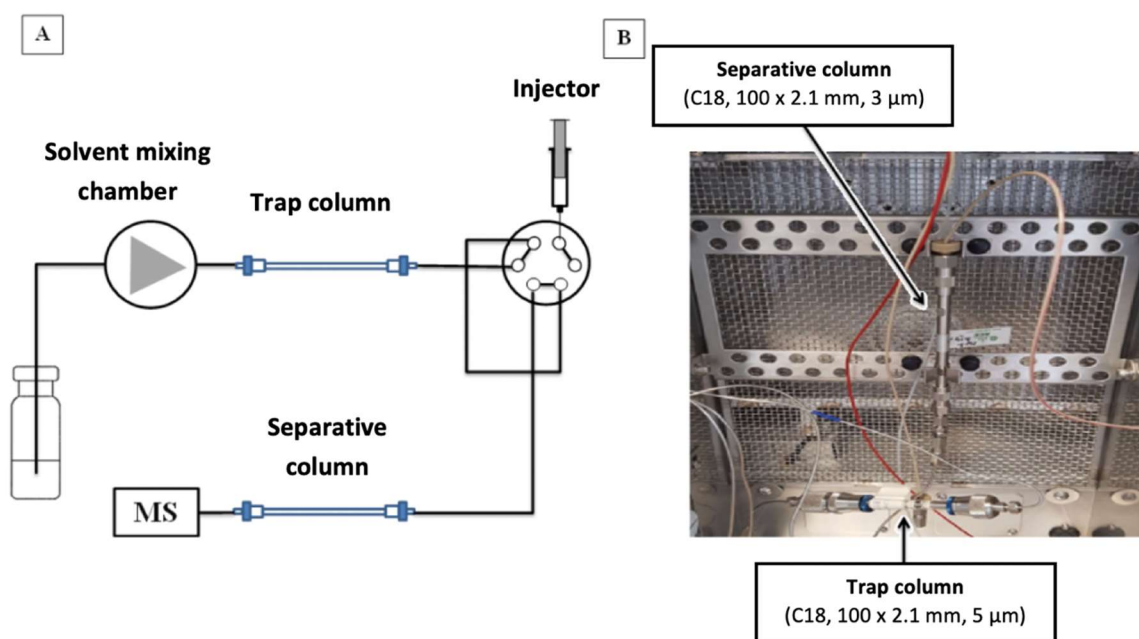 A
Solvent mixing
chamber
Trap column
Injector
Separative
column
MS
B
Separative column
(C18, 100 x 2.1 mm, 3 µm)
Trap column
(C18, 100 x 2.1 mm, 5 µm)